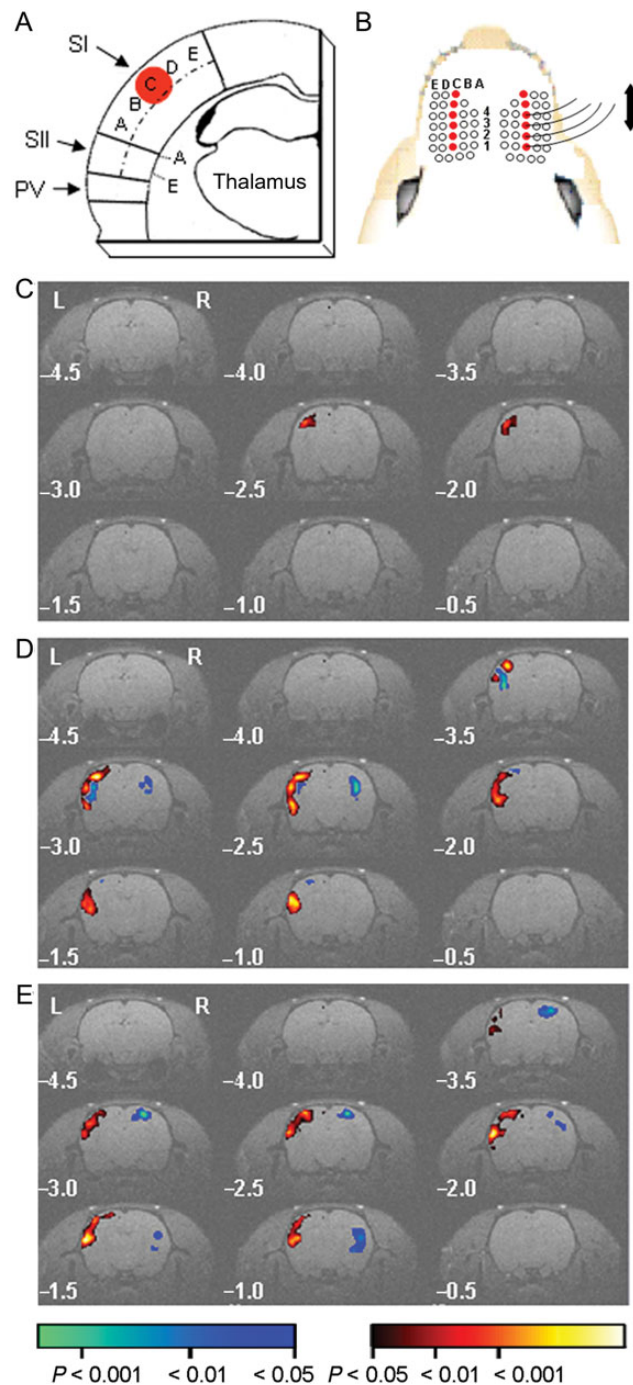 A
SI
E
D
C
B
A
SII
A
PV
E
Thalamus
B
E D C B A
4
3
2
1
C
L R
–4.5 –4.0 –3.5
–3.0 –2.5 –2.0
–1.5 –1.0 –0.5
D
L R
–4.5 –4.0 –3.5
–3.0 –2.5 –2.0
–1.5 –1.0 –0.5
E
L R
–4.5 –4.0 –3.5
–3.0 –2.5 –2.0
–1.5 –1.0 –0.5
P < 0.001 < 0.01 < 0.05 P < 0.05 < 0.01 < 0.001